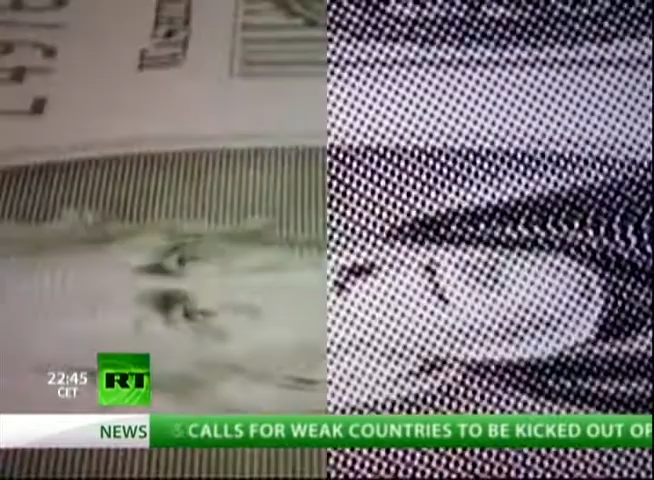 22:45
CET
RT
NEWS
CALLS FOR WEAK COUNTRIES TO BE KICKED OUT OF